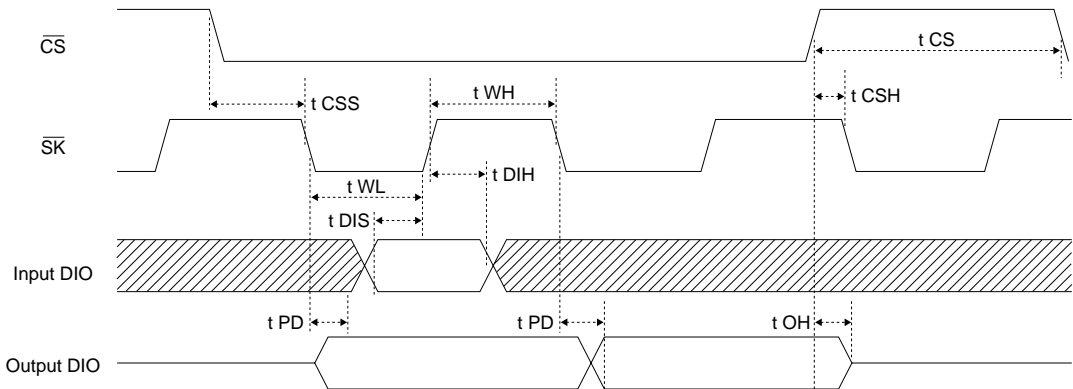 CS
t CS
t WH
t CSS
t CSH
SK
t DIH
t WL
t DIS
Input DIO
t PD
t PD
t OH
Output DIO